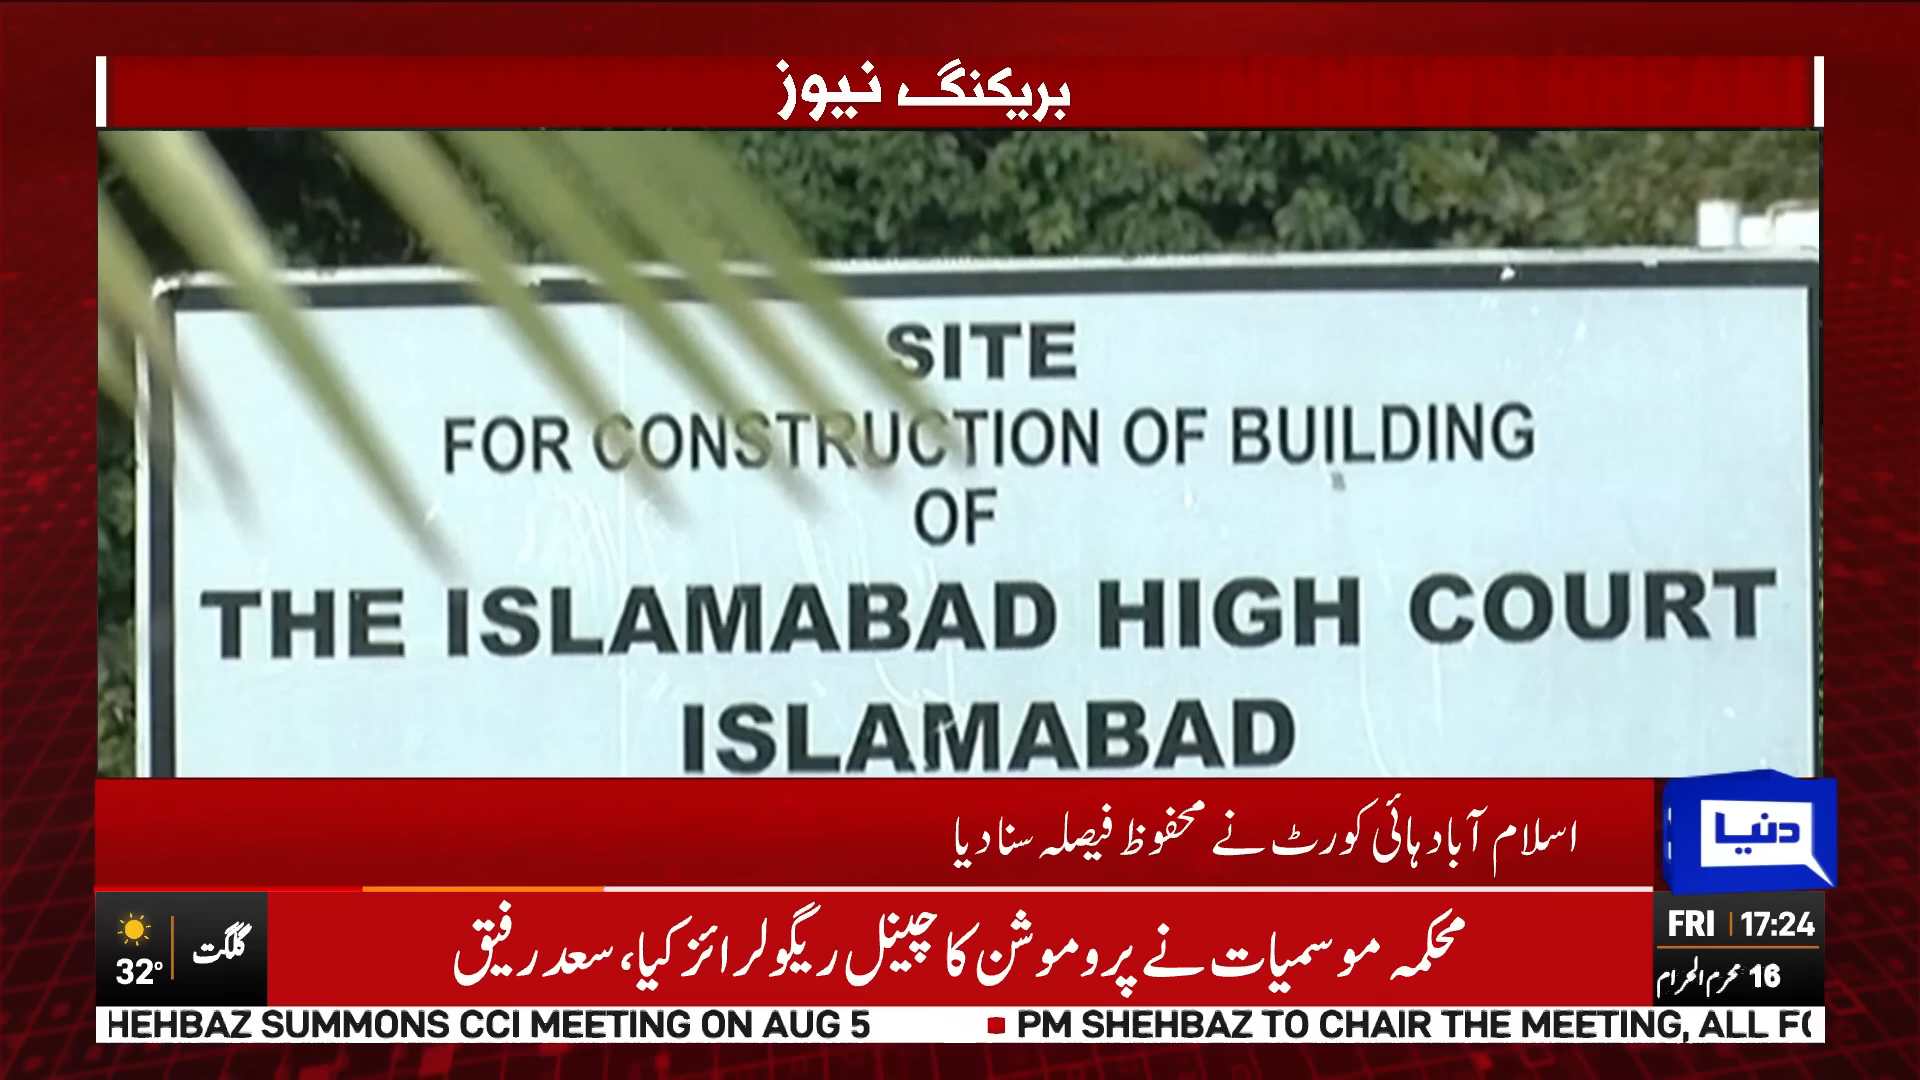 بریکنگ نیوز
SITE
FOR CONSTRUCTION OF BUILDING
OF
THE ISLAMABAD HIGH COURT
ISLAMABAD
اسلام آباد ہائی کورٹ نے محفوظ فیصلہ سنا دیا
دنیا
محکمہ موسمیات نے پروموشن کا چینل ریگولرائز کیا، سعد رفیق
گلگت
32°
FRI 17:24
16 محرم الحرام
HEHBAZ SUMMONS CCI MEETING ON AUG 5 ■ PM SHEHBAZ TO CHAIR THE MEETING, ALL F